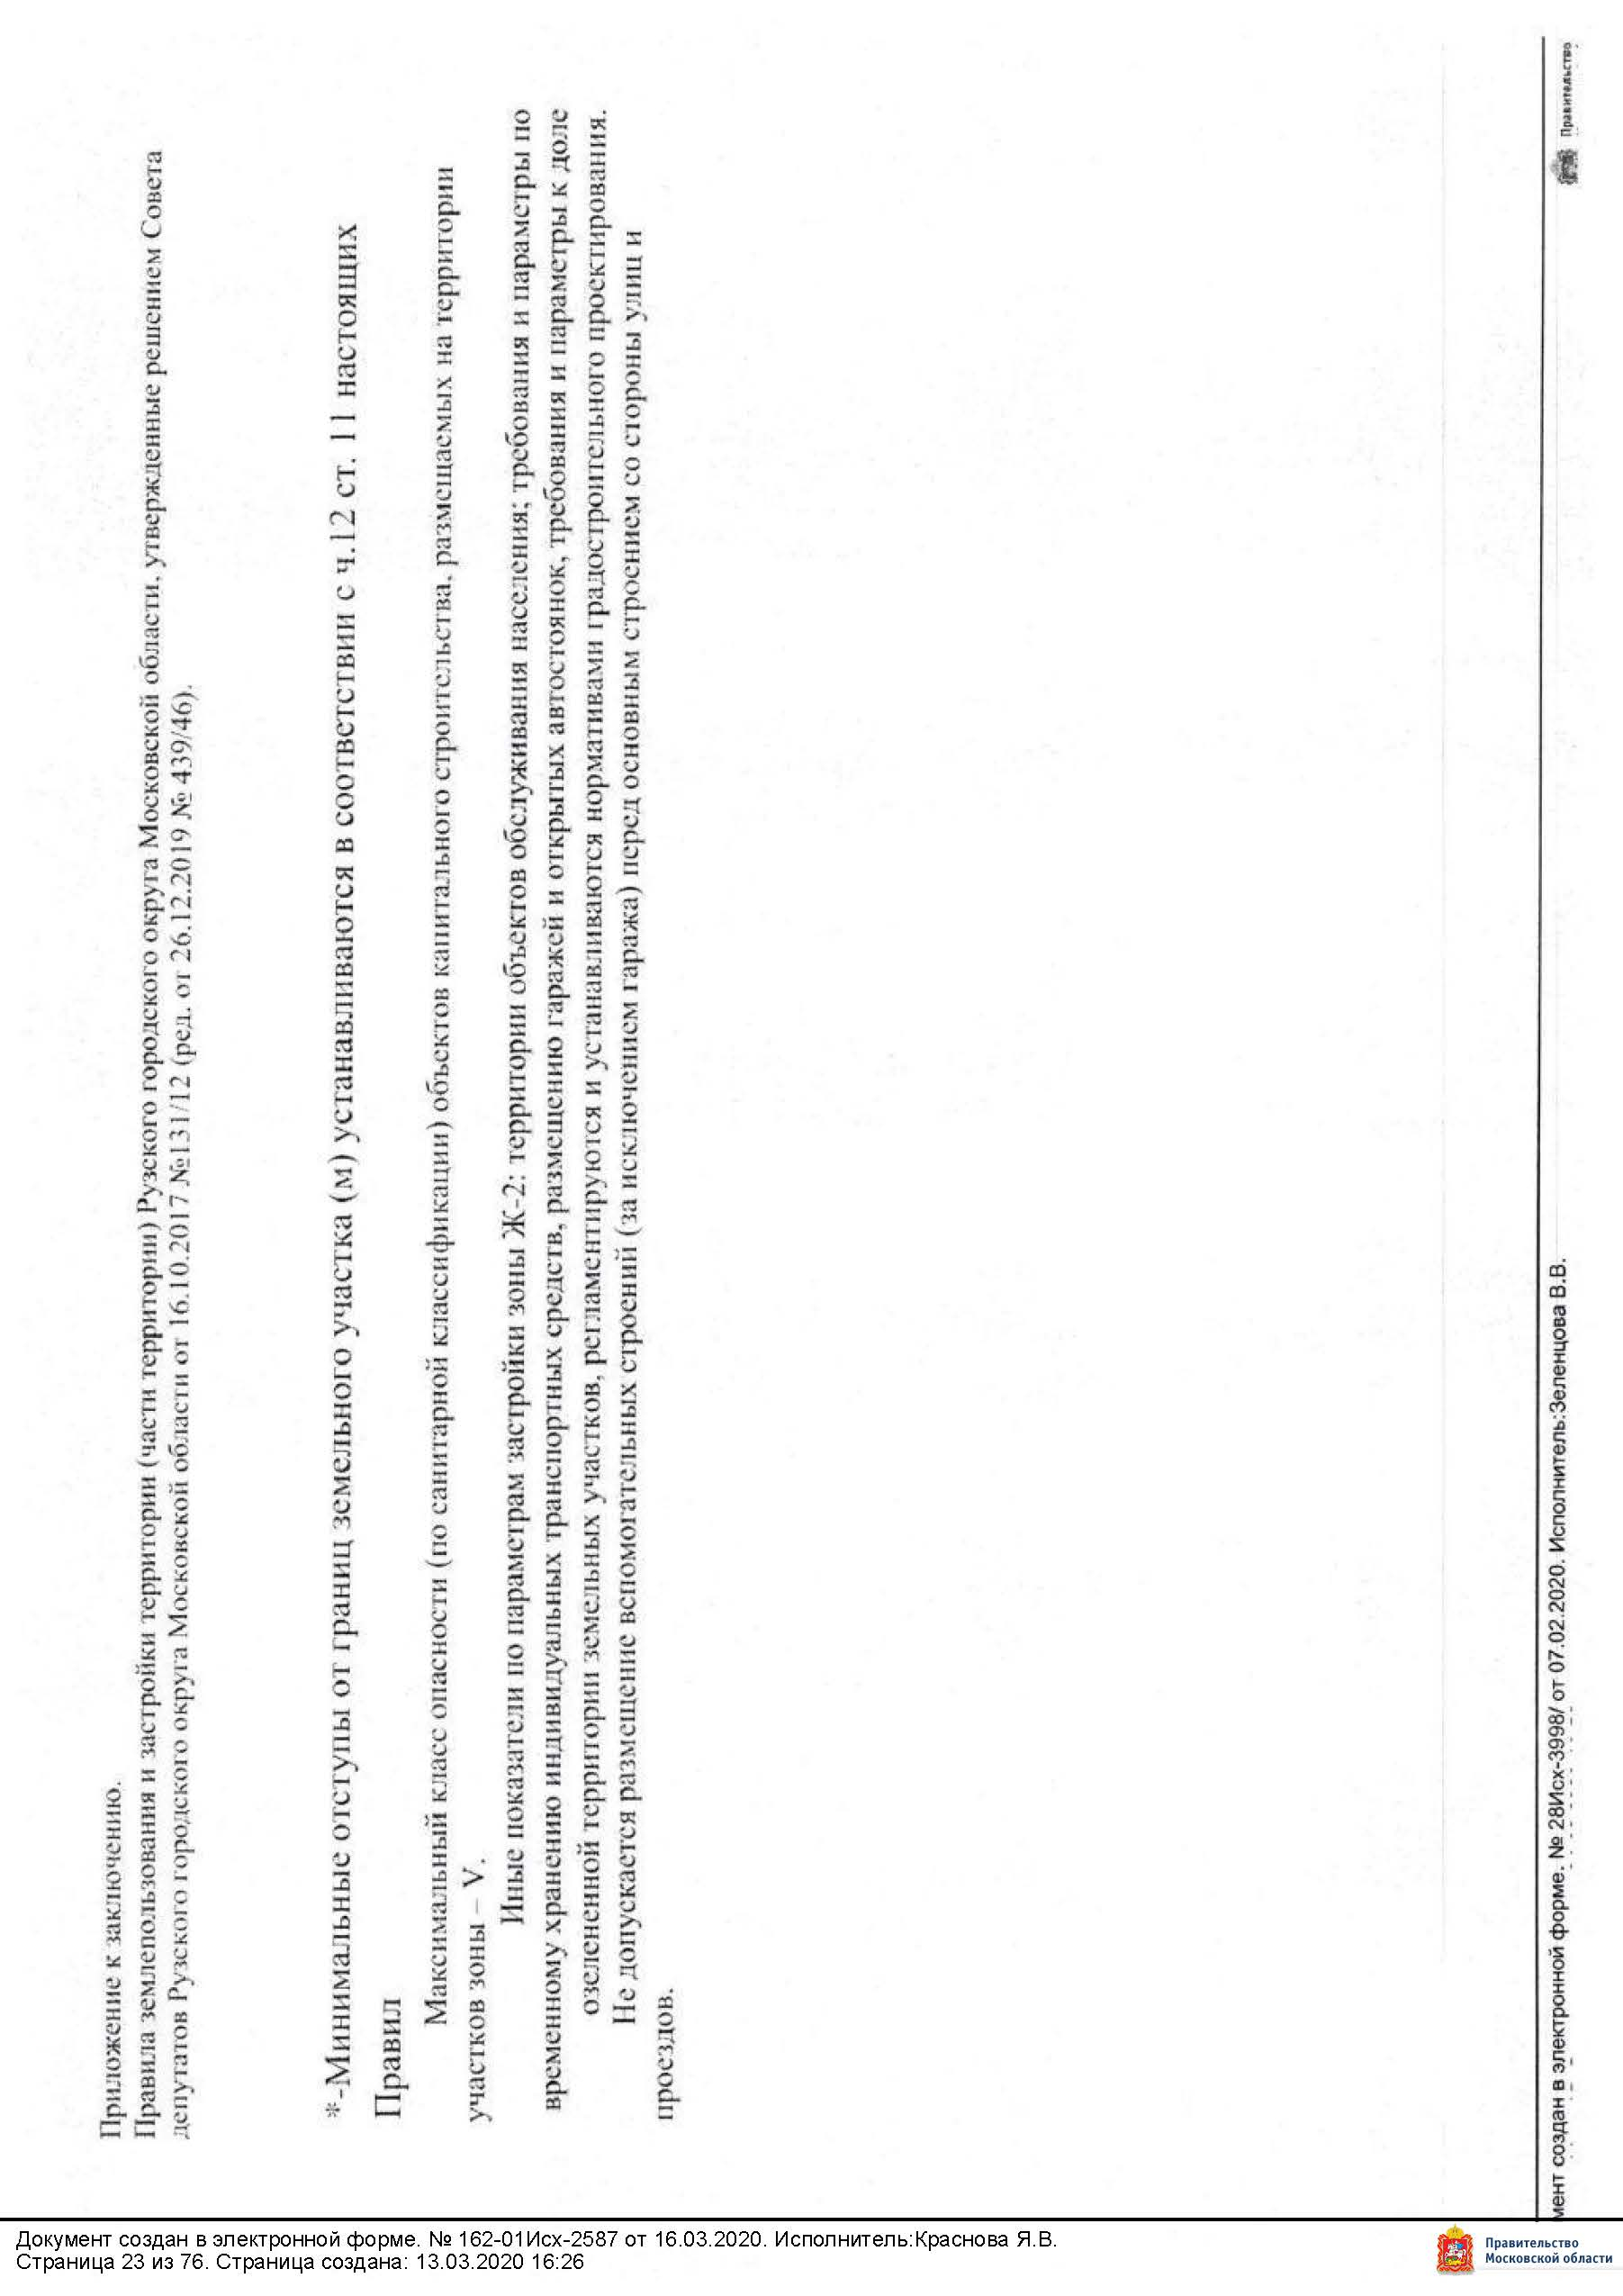 Приложение к заключению.
Правила землепользования и застройки территории (части территории) Рузского городского округа Московской области, утвержденные решением Совета
депутатов Рузского городского округа Московской области от 16.10.2017 №131/12 (ред. от 26.12.2019 № 439/46).
*-Минимальные отступы от границ земельного участка (м) устанавливаются в соответствии с ч.12 ст. 11 настоящих
Правил
Максимальный класс опасности (по санитарной классификации) объектов капитального строительства, размещаемых на территории
участков зоны – V.
Иные показатели по параметрам застройки зоны Ж-2: территории объектов обслуживания населения; требования и параметры по
временному хранению индивидуальных транспортных средств, размещению гаражей и открытых автостоянок, требования и параметры к доле
озелененной территории земельных участков, регламентируются и устанавливаются нормативами градостроительного проектирования.
Не допускается размещение вспомогательных строений (за исключением гаража) перед основным строением со стороны улиц и
проездов.
мент создан в электронной форме. № 28Исх-3998/ от 07.02.2020. Исполнитель:Зеленцова В.В.
Правительство
Документ создан в электронной форме. № 162-01Исх-2587 от 16.03.2020. Исполнитель:Краснова Я.В.
Страница 23 из 76. Страница создана: 13.03.2020 16:26
Правительство
Московской области